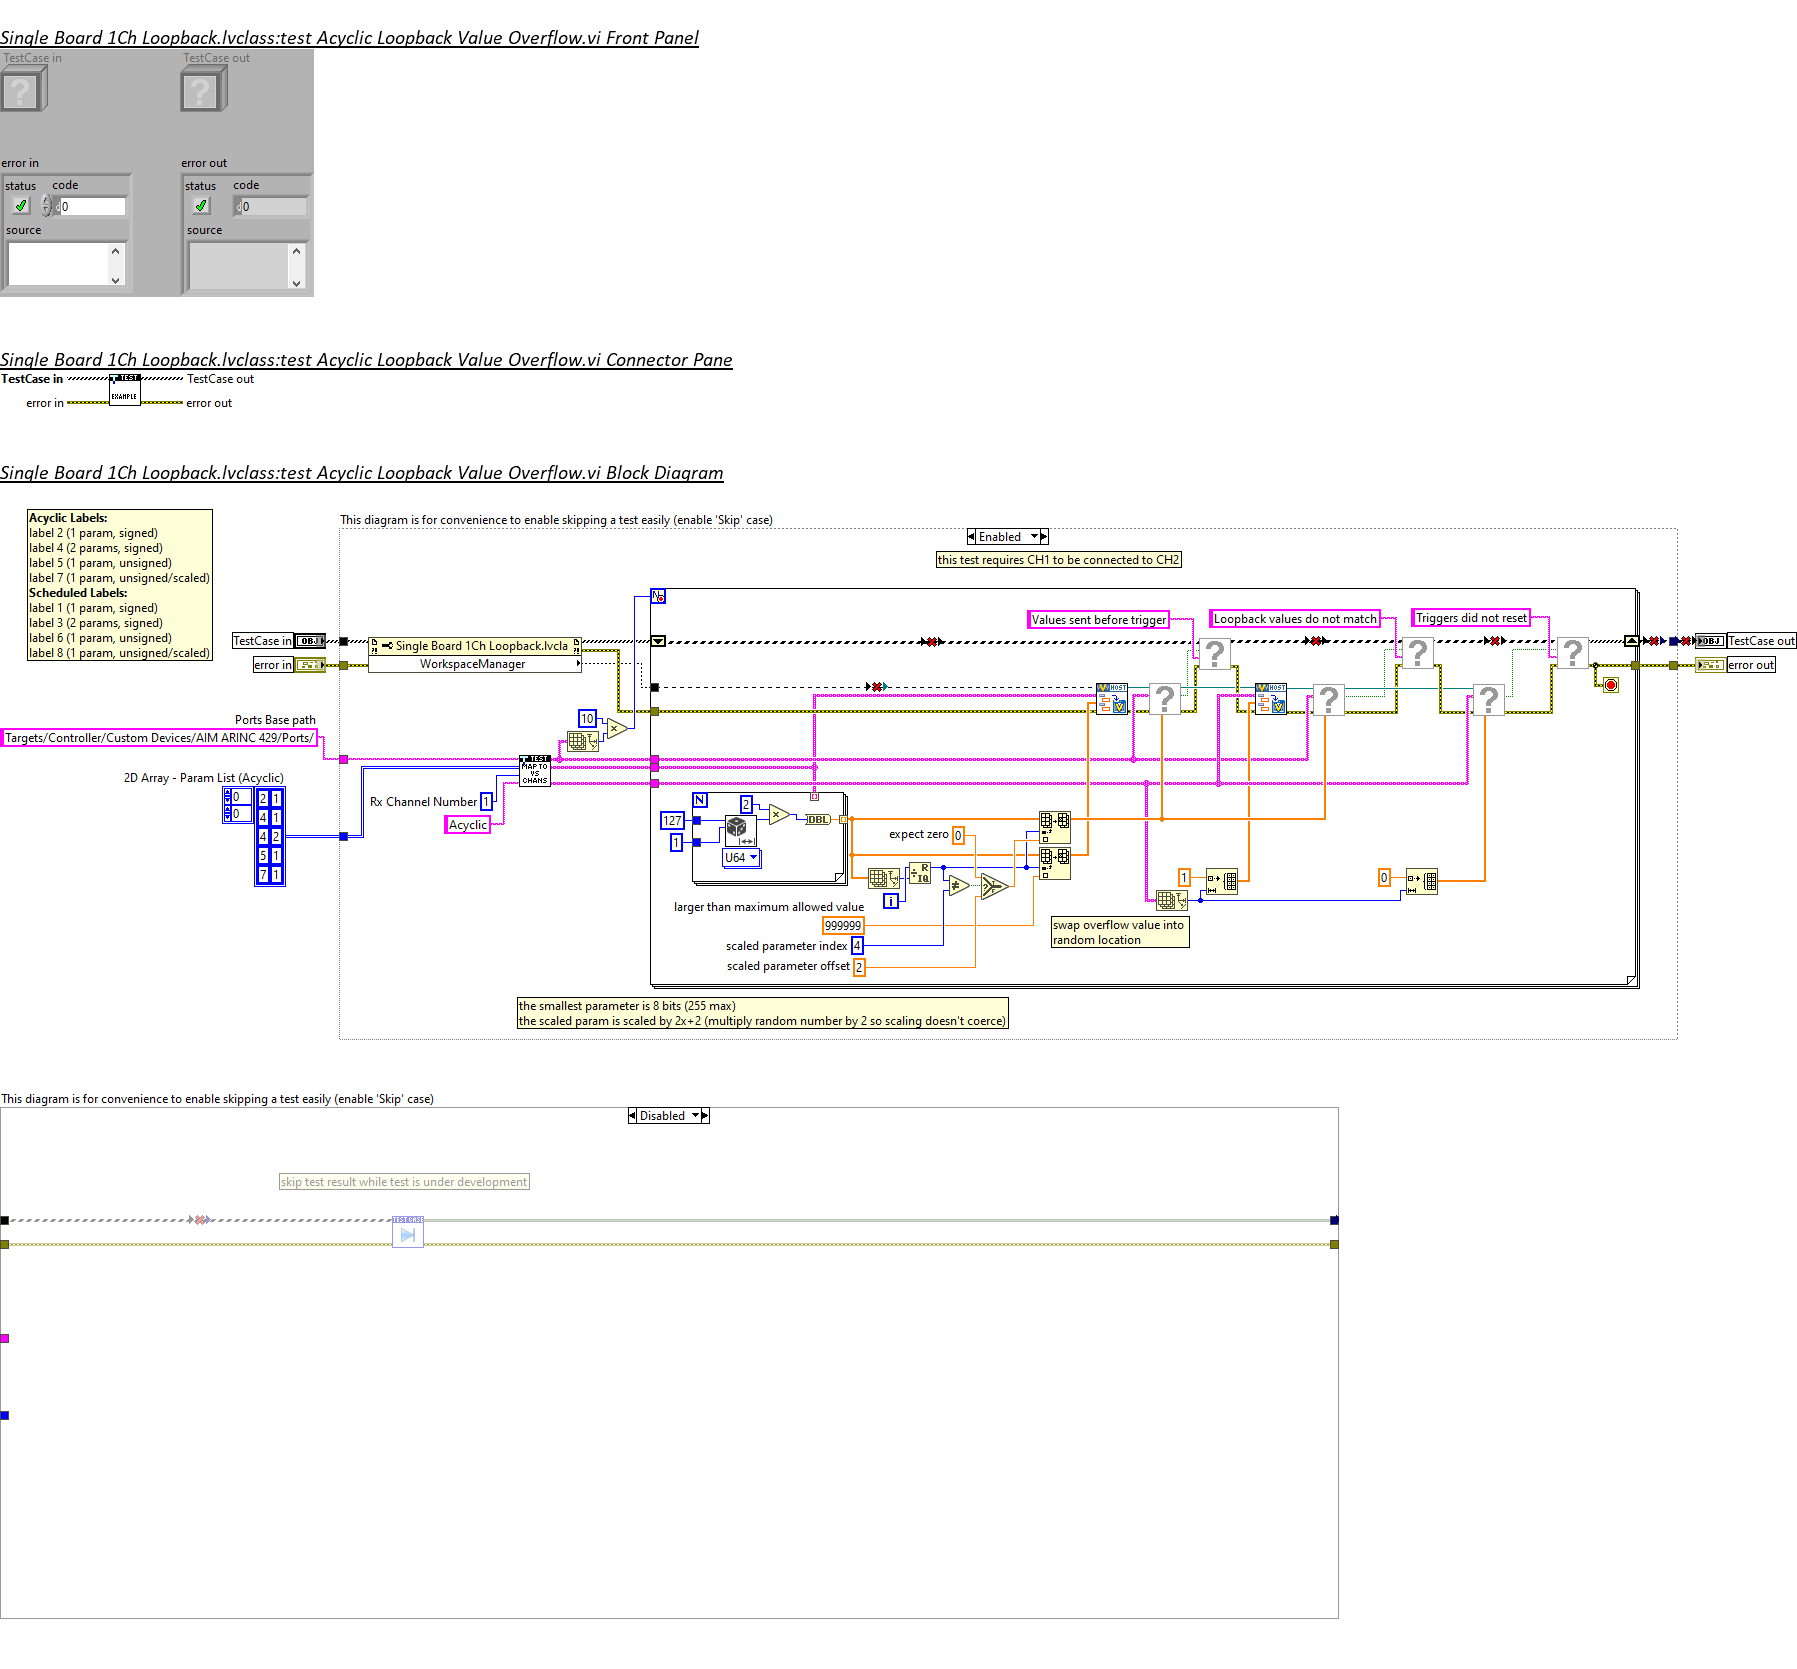 Single Board 1Ch Loopback.lvclass:test Acyclic Loopback Value Overflow.vi Front Panel
TestCase in
TestCase out
error in
error out
status
code
status
code
0
0
source
source
Single Board 1Ch Loopback.lvclass:test Acyclic Loopback Value Overflow.vi Connector Pane
TestCase in
TEST
TestCase out
error in
EXAMPLE
error out
Single Board 1Ch Loopback.lvclass:test Acyclic Loopback Value Overflow.vi Block Diagram
Acyclic Labels:
label 2 (1 param, signed)
label 4 (2 params, signed)
label 5 (1 param, unsigned)
label 7 (1 param, unsigned/scaled)
Scheduled Labels:
label 1 (1 param, signed)
label 3 (2 params, signed)
label 6 (1 param, unsigned)
label 8 (1 param, unsigned/scaled)
This diagram is for convenience to enable skipping a test easily (enable 'Skip' case)
Enabled
this test requires CH1 to be connected to CH2
N
Values sent before trigger
Loopback values do not match
Triggers did not reset
TestCase in
OBJ
Single Board 1Ch Loopback.lvcla
WorkspaceManager
error in
OBJ
TestCase out
error out
HOST
HOST
10
Ports Base path
Targets/Controller/Custom Devices/AIM ARINC 429/Ports/
TEST
MAP TO
VS
CHANS
2D Array - Param List (Acyclic)
0
0
2 1
4 1
4 2
5 1
7 1
Rx Channel Number
1
Acyclic
N
127
1
2
DBL
U64
expect zero
0
R
IQ
i
larger than maximum allowed value
999999
scaled parameter index
4
scaled parameter offset
2
1
0
swap overflow value into
random location
the smallest parameter is 8 bits (255 max)
the scaled param is scaled by 2x+2 (multiply random number by 2 so scaling doesn't coerce)
This diagram is for convenience to enable skipping a test easily (enable 'Skip' case)
Disabled
skip test result while test is under development
TEST CASE